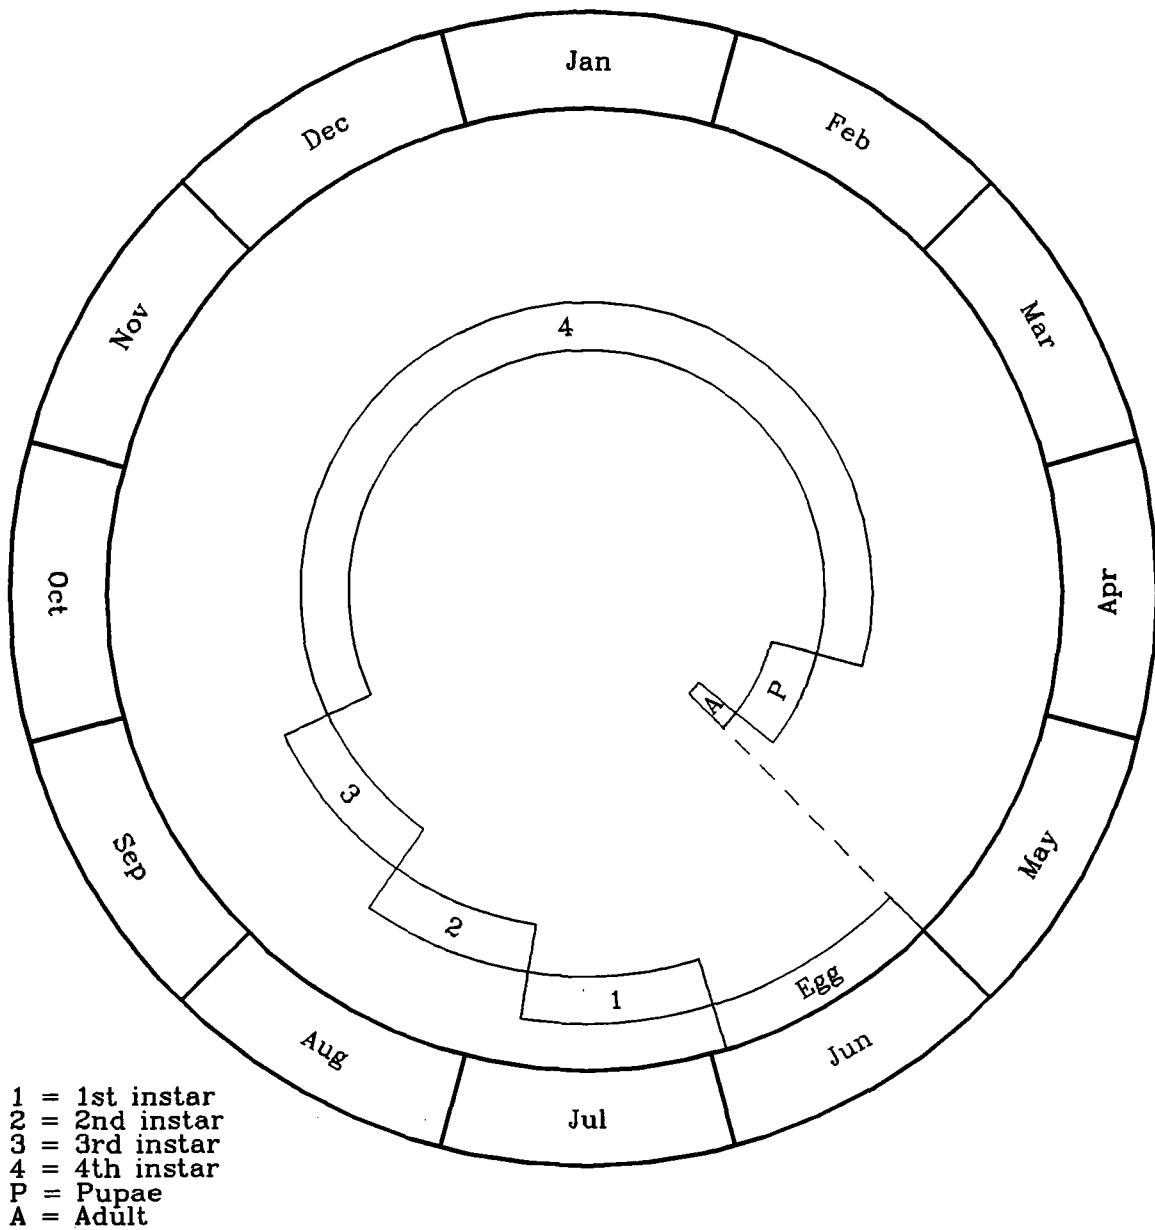 Jan
Feb
Mar
Apr
May
Jun
Jul
Aug
Sep
Oct
Nov
Dec
4
P
A
3
2
1
Egg
1 = 1st instar
2 = 2nd instar
3 = 3rd instar
4 = 4th instar
P = Pupae
A = Adult